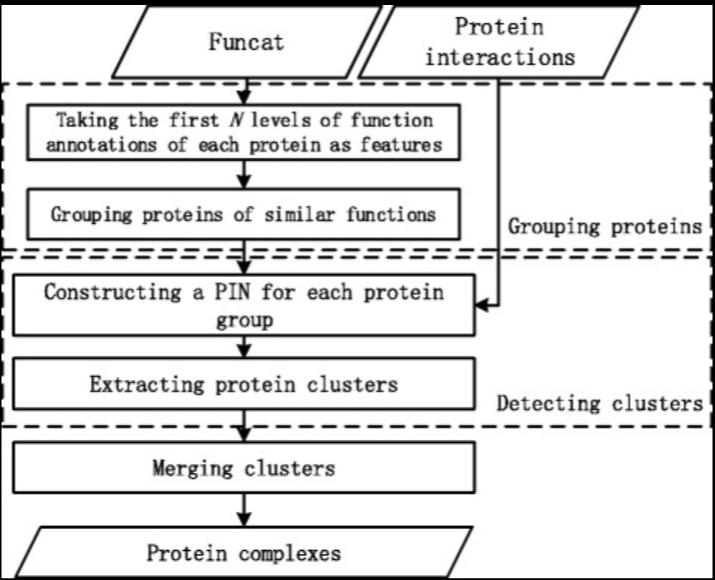 Funcat
Protein
interactions
Taking the first N levels of function
annotations of each protein as features
Grouping proteins of similar functions
Grouping proteins
Constructing a PIN for each protein
group
Extracting protein clusters
Detecting clusters
Merging clusters
Protein complexes